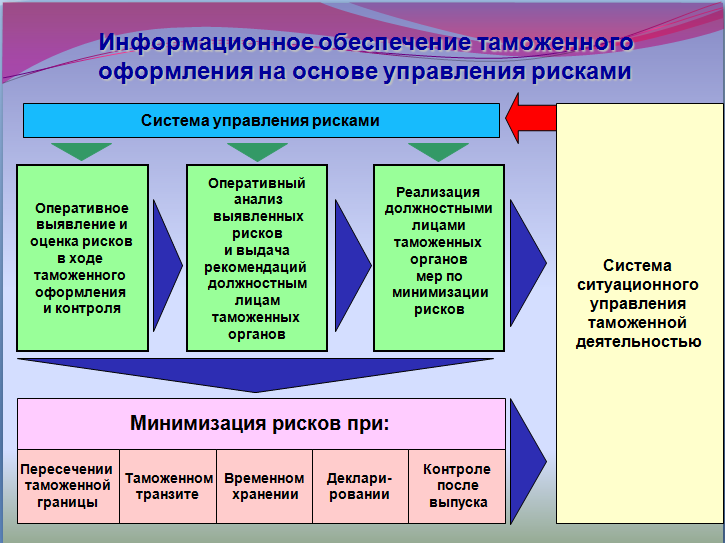 Информационное обеспечение таможенного
оформления на основе управления рисками
Система управления рисками
Оперативное
выявление и
оценка рисков
в ходе
таможенного
оформления
и контроля
Оперативный
анализ
выявленных
рисков
и выдача
рекомендаций
должностным
лицам
таможенных
органов
Реализация
должностными
лицами
таможенных
органов
мер по
минимизации
рисков
Система
ситуационного
управления
таможенной
деятельностью
Минимизация рисков при:
Пересечении
таможенной
границы
Таможенном
транзите
Временном
хранении
Деклари-
ровании
Контроле
после
выпуска